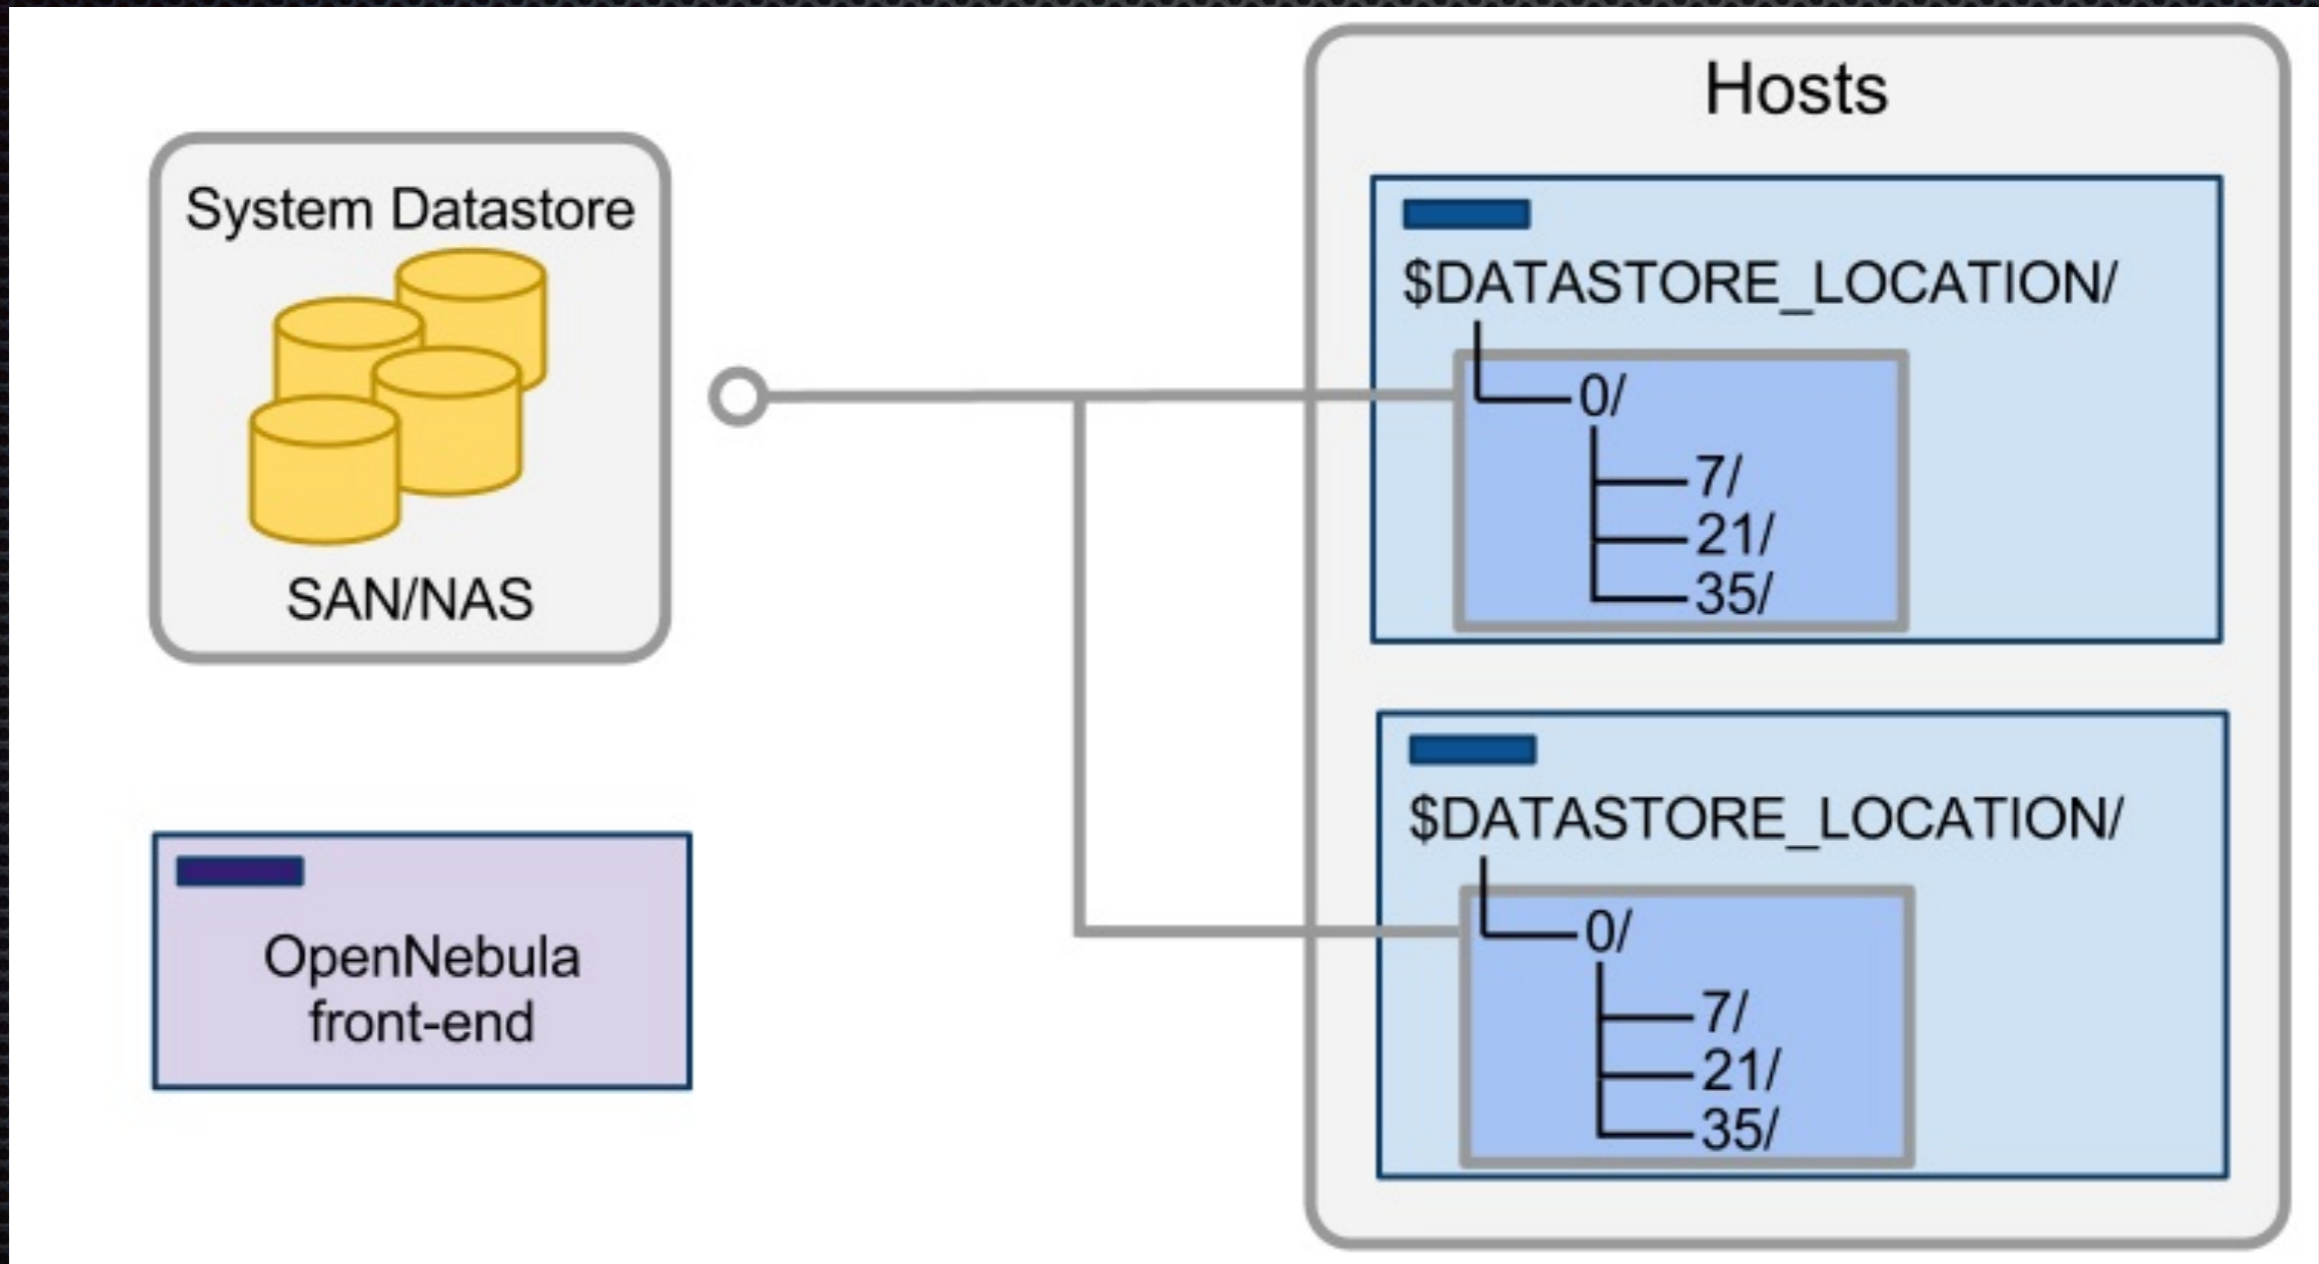 System Datastore
SAN/NAS
OpenNebula
front-end
Hosts
$DATASTORE_LOCATION/
0/
7/
21/
35/
$DATASTORE_LOCATION/
0/
7/
21/
35/